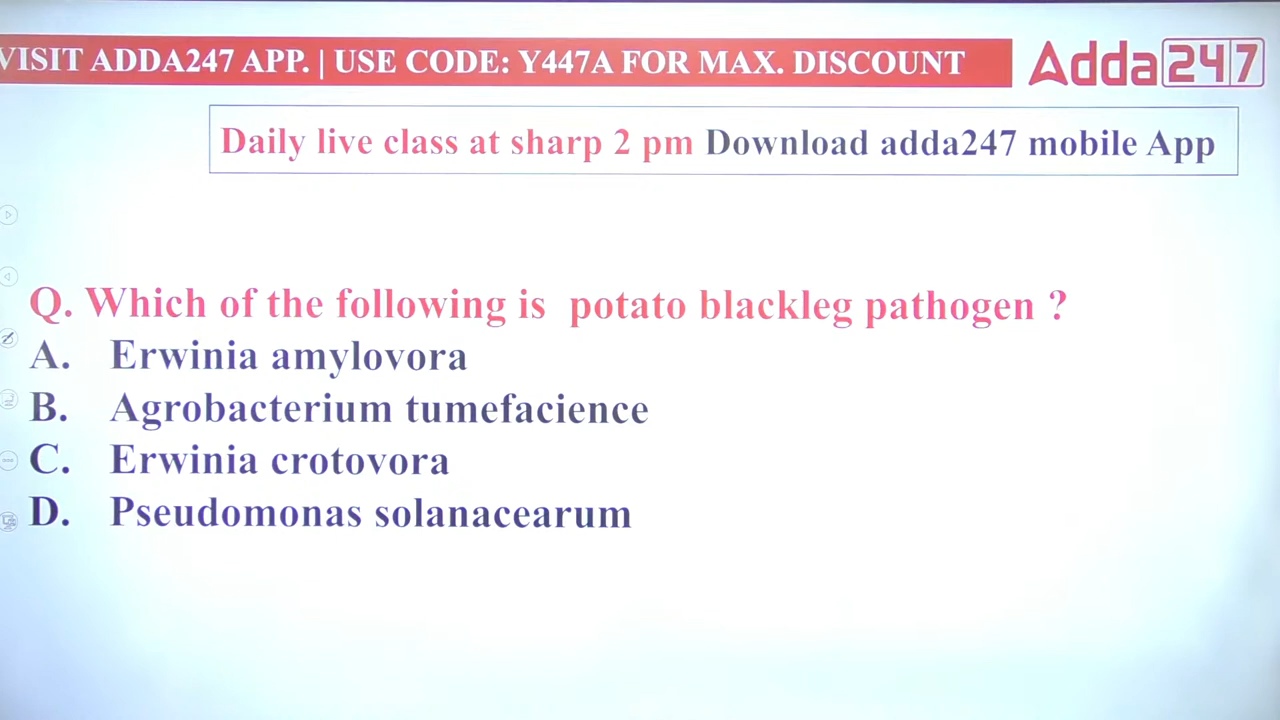 VISIT ADDA247 APP. | USE CODE: Y447A FOR MAX. DISCOUNT
Adda247
Daily live class at sharp 2 pm Download adda247 mobile App
Q. Which of the following is potato blackleg pathogen ?
A. Erwinia amylovora
B. Agrobacterium tumefacience
C. Erwinia crotovora
D. Pseudomonas solanacearum